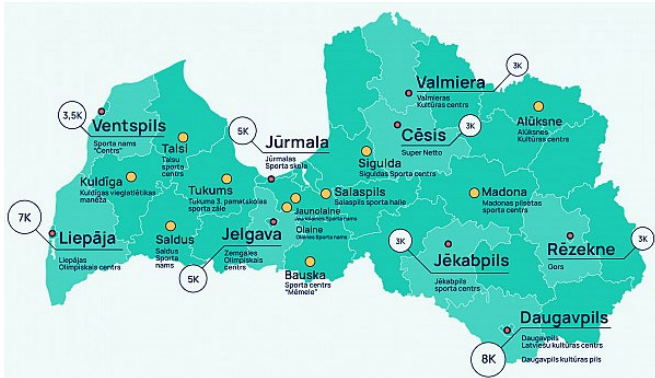 3K
Valmiera
Valmieras
Kultūras centrs
3,5K
Ventspils
Sporta nams
"Centrs"
Talsi
Talsu
sporta
centrs
5K
Jūrmala
Jūrmalas
Sporta skola
Cēsis
3K
Super Netto
Alūksne
Alūksnes
Kultūras centrs
Sigulda
Siguldas Sporta centrs
Kuldīga
Kuldīgas vieglatlētikas
manēža
Tukums
Tukuma 3. pamatskolas
sporta zāle
Salaspils
Salaspils sporta halle
Madona
Madonas pilsētas
sporta centrs
Jaunolaine
Jaunolaines Sporta nams
Olaine
Olaines Sporta nams
7K
Liepāja
Liepājas
Olimpiskais centrs
Saldus
Saldus
Sporta
nams
Jelgava
Zemgales
Olimpiskais
centrs
5K
Bauska
Sporta centrs
"Mēmele"
3K
Jēkabpils
Jēkabpils
sporta centrs
Rēzekne
3K
Gors
Daugavpils
Daugavpils
Latviešu kultūras centrs
Daugavpils kultūras pils
8K